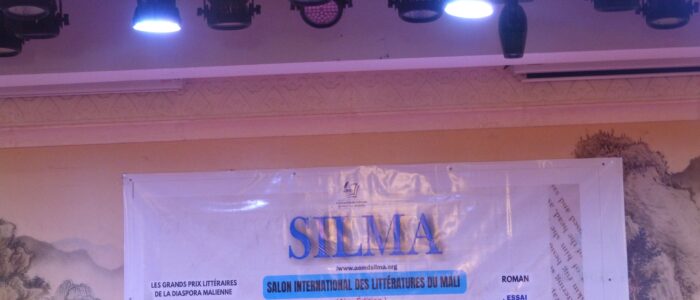 SILMA
www.aemdsilma.org
SALON INTERNATIONAL DES LITTÉRATURES DU MALI
LES GRANDS PRIX LITTÉRAIRES
DE LA DIASPORA MALIENNE
ROMAN
- ESSAI